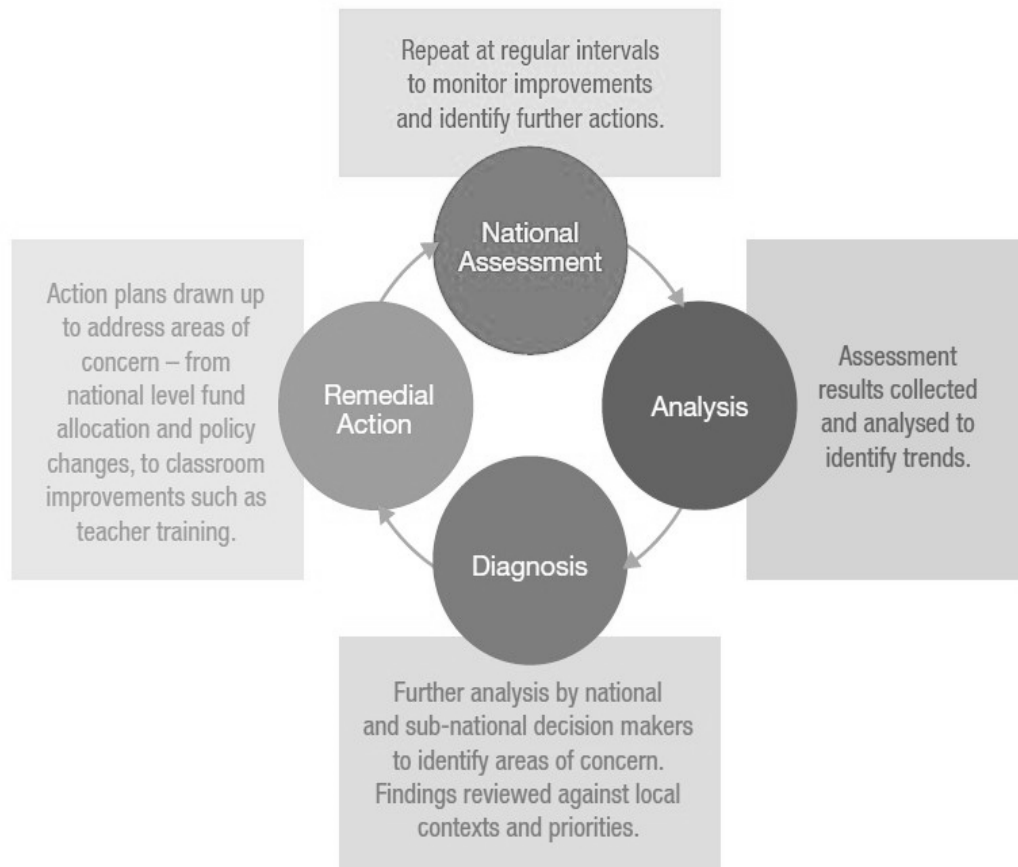 Repeat at regular intervals
to monitor improvements
and identify further actions.
National
Assessment
Action plans drawn up
to address areas of
concern – from
national level fund
allocation and policy
changes, to classroom
improvements such as
teacher training.
Remedial
Action
Analysis
Assessment
results collected
and analysed to
identify trends.
Diagnosis
Further analysis by national
and sub-national decision makers
to identify areas of concern.
Findings reviewed against local
contexts and priorities.